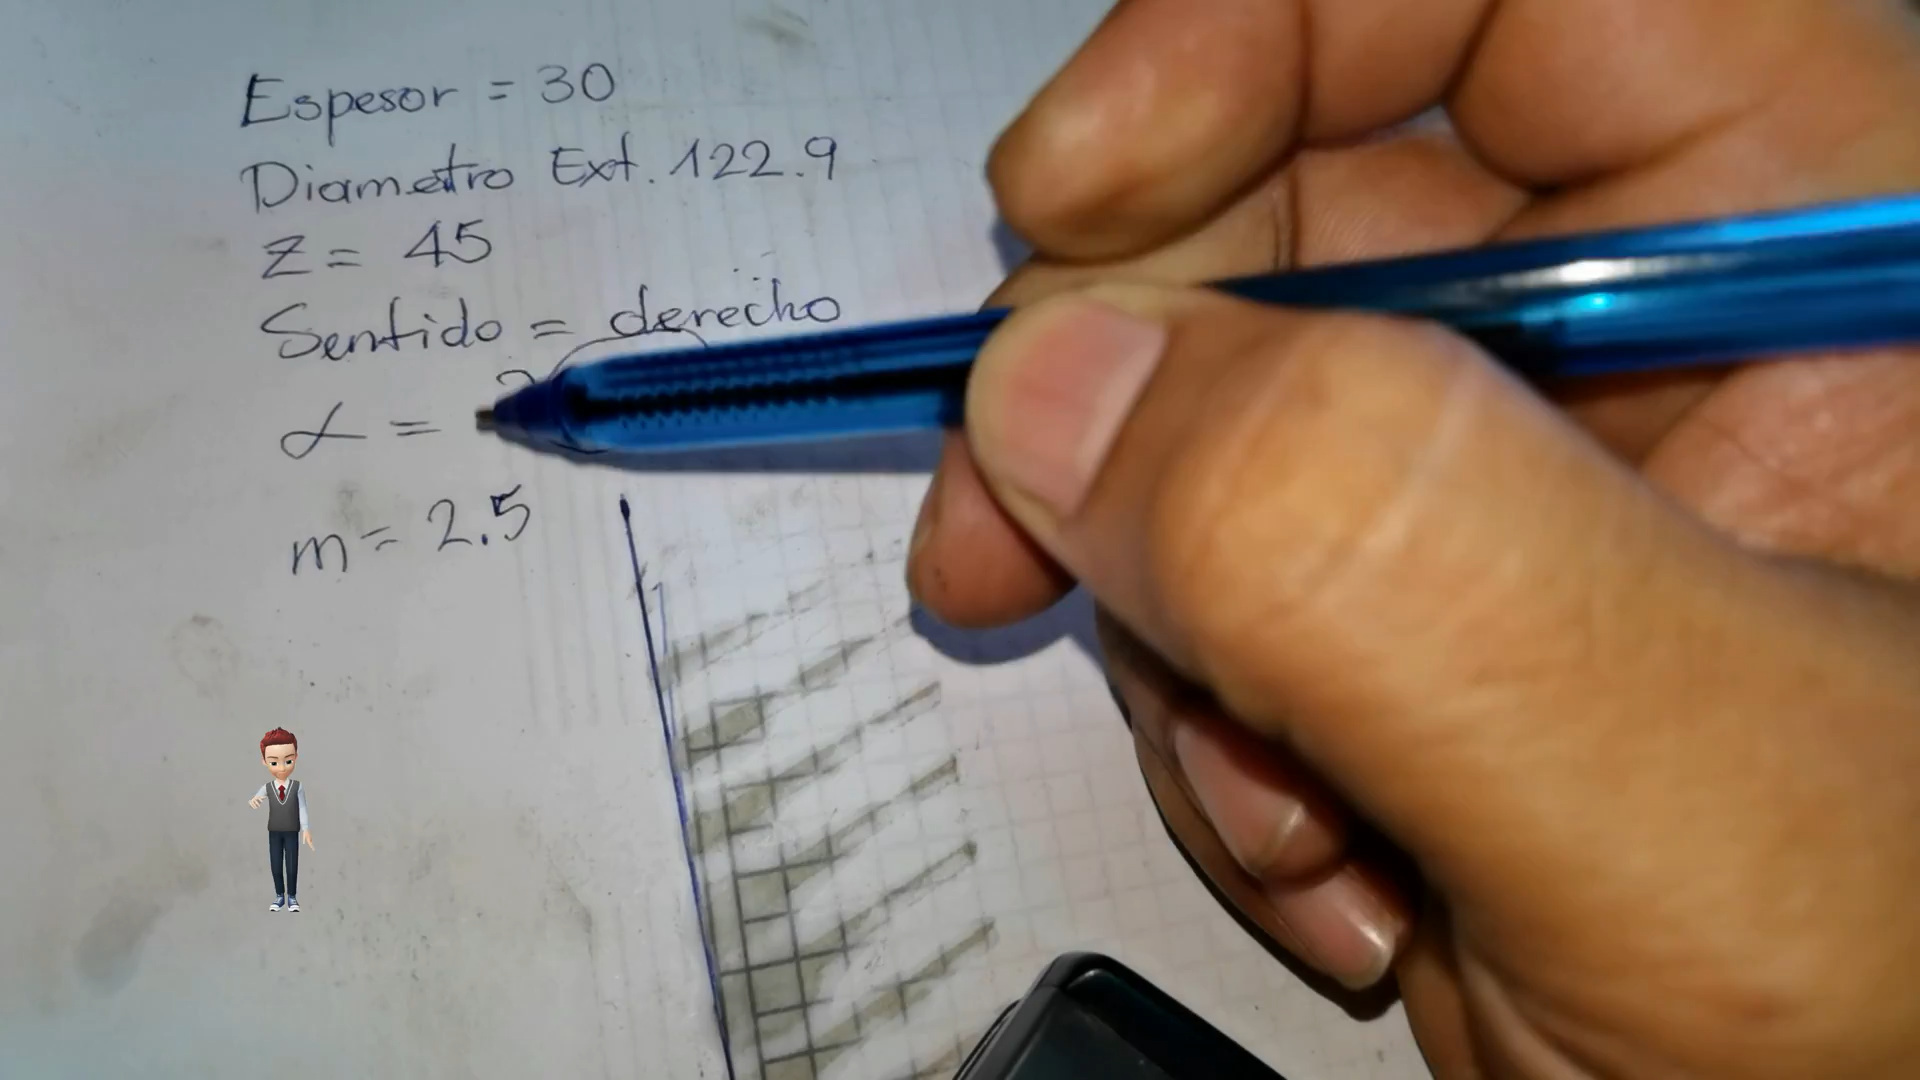 Espesor = 30
Diametro Ext. 122.9
Z = 45
Sentido = derecho
α =
m = 2.5